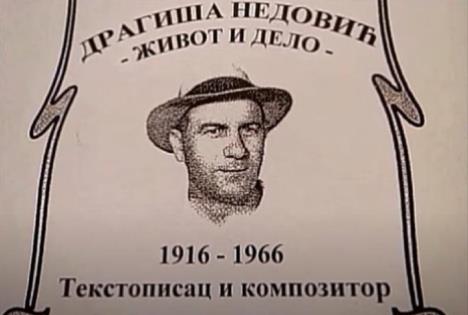 ДРАГИША НЕДОВИЋ
- ЖИВОТ И ДЕЛО -
1916 - 1966
Текстописац и композитор